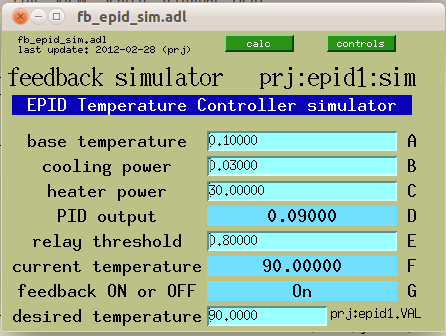 fb_epid_sim.adl
fb_epid_sim.adl
last update: 2012-02-28 (prj)
calc
controls
feedback simulator prj:epid1:sim
EPID Temperature Controller simulator
base temperature 0.10000 A
cooling power 0.03000 B
heater power 30.00000 C
PID output 0.09000 D
relay threshold 0.80000 E
current temperature 90.00000 F
feedback ON or OFF On G
desired temperature 90.0000 prj:epid1.VAL